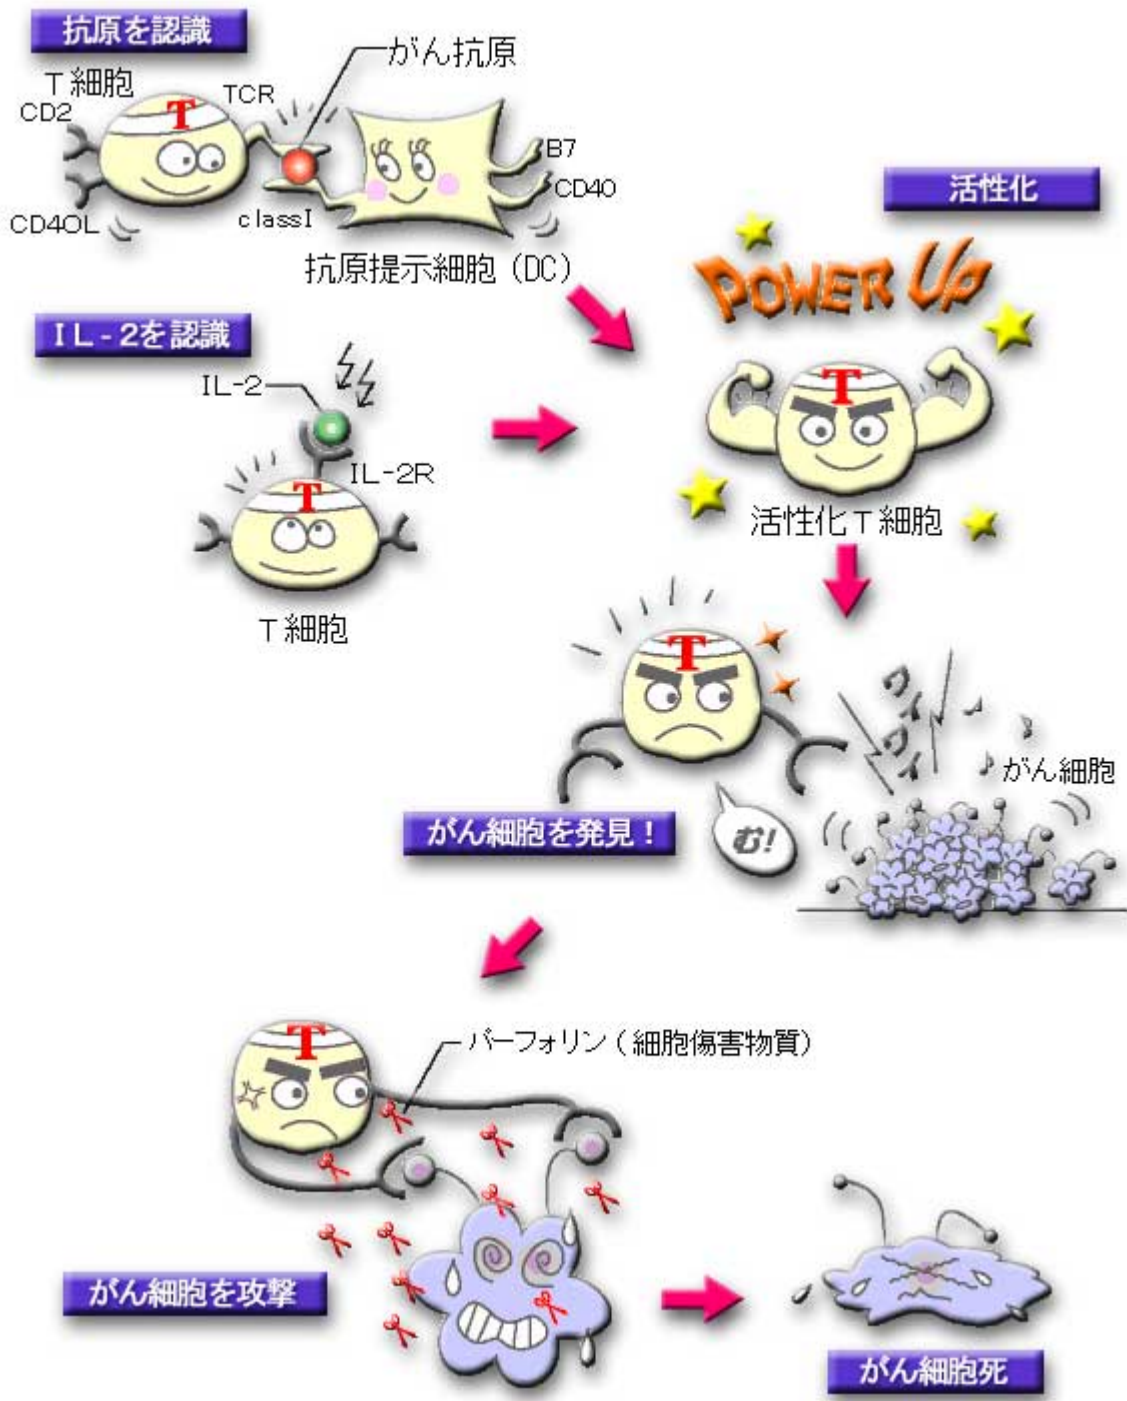 抗原を認識
がん抗原
T細胞
TCR
CD2
B7
CD40
CD40L
classI
抗原提示細胞（DC）
活性化
POWER UP
IL-2を認識
IL-2
IL-2R
T細胞
T
T
T
活性化T細胞
T
ワイワイ
がん細胞
がん細胞を発見！
む!
T
パーフォリン（細胞傷害物質）
がん細胞を攻撃
がん細胞死